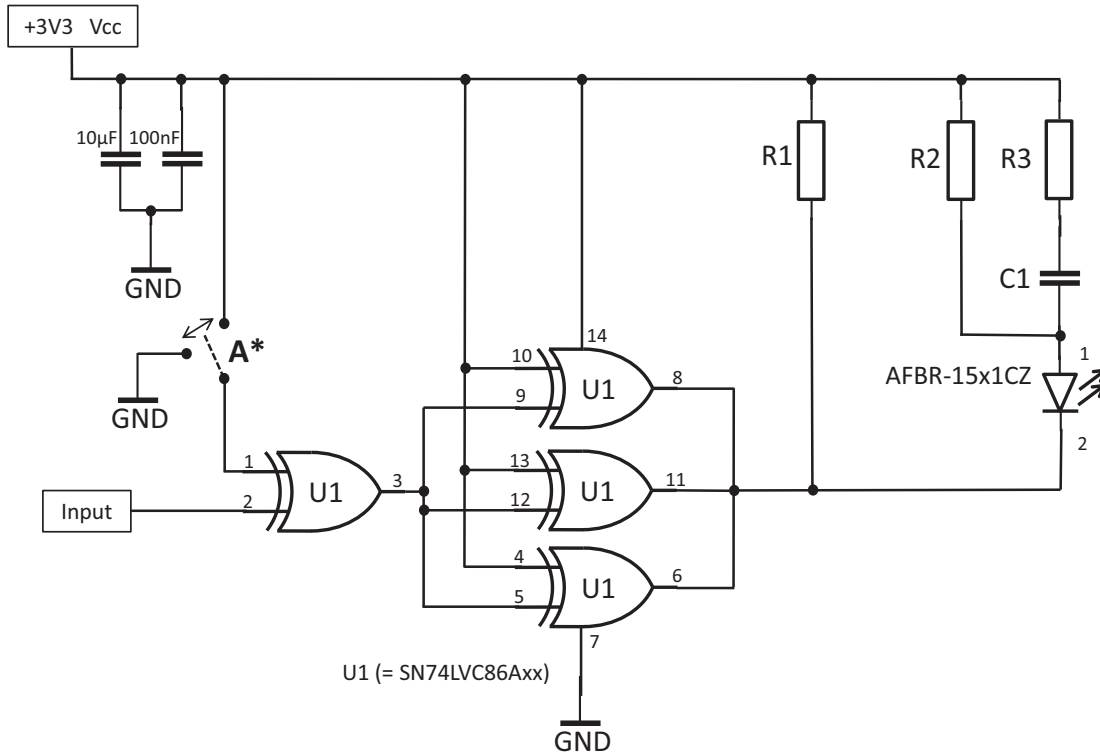 +3V3 Vcc
10µF 100nF
R1
R2
R3
C1
GND
A*
GND
14
10
9
U1
8
AFBR-15x1CZ
1
2
1
2
U1
3
13
12
U1
11
Input
4
5
U1
6
7
U1 (= SN74LVC86Axx)
GND